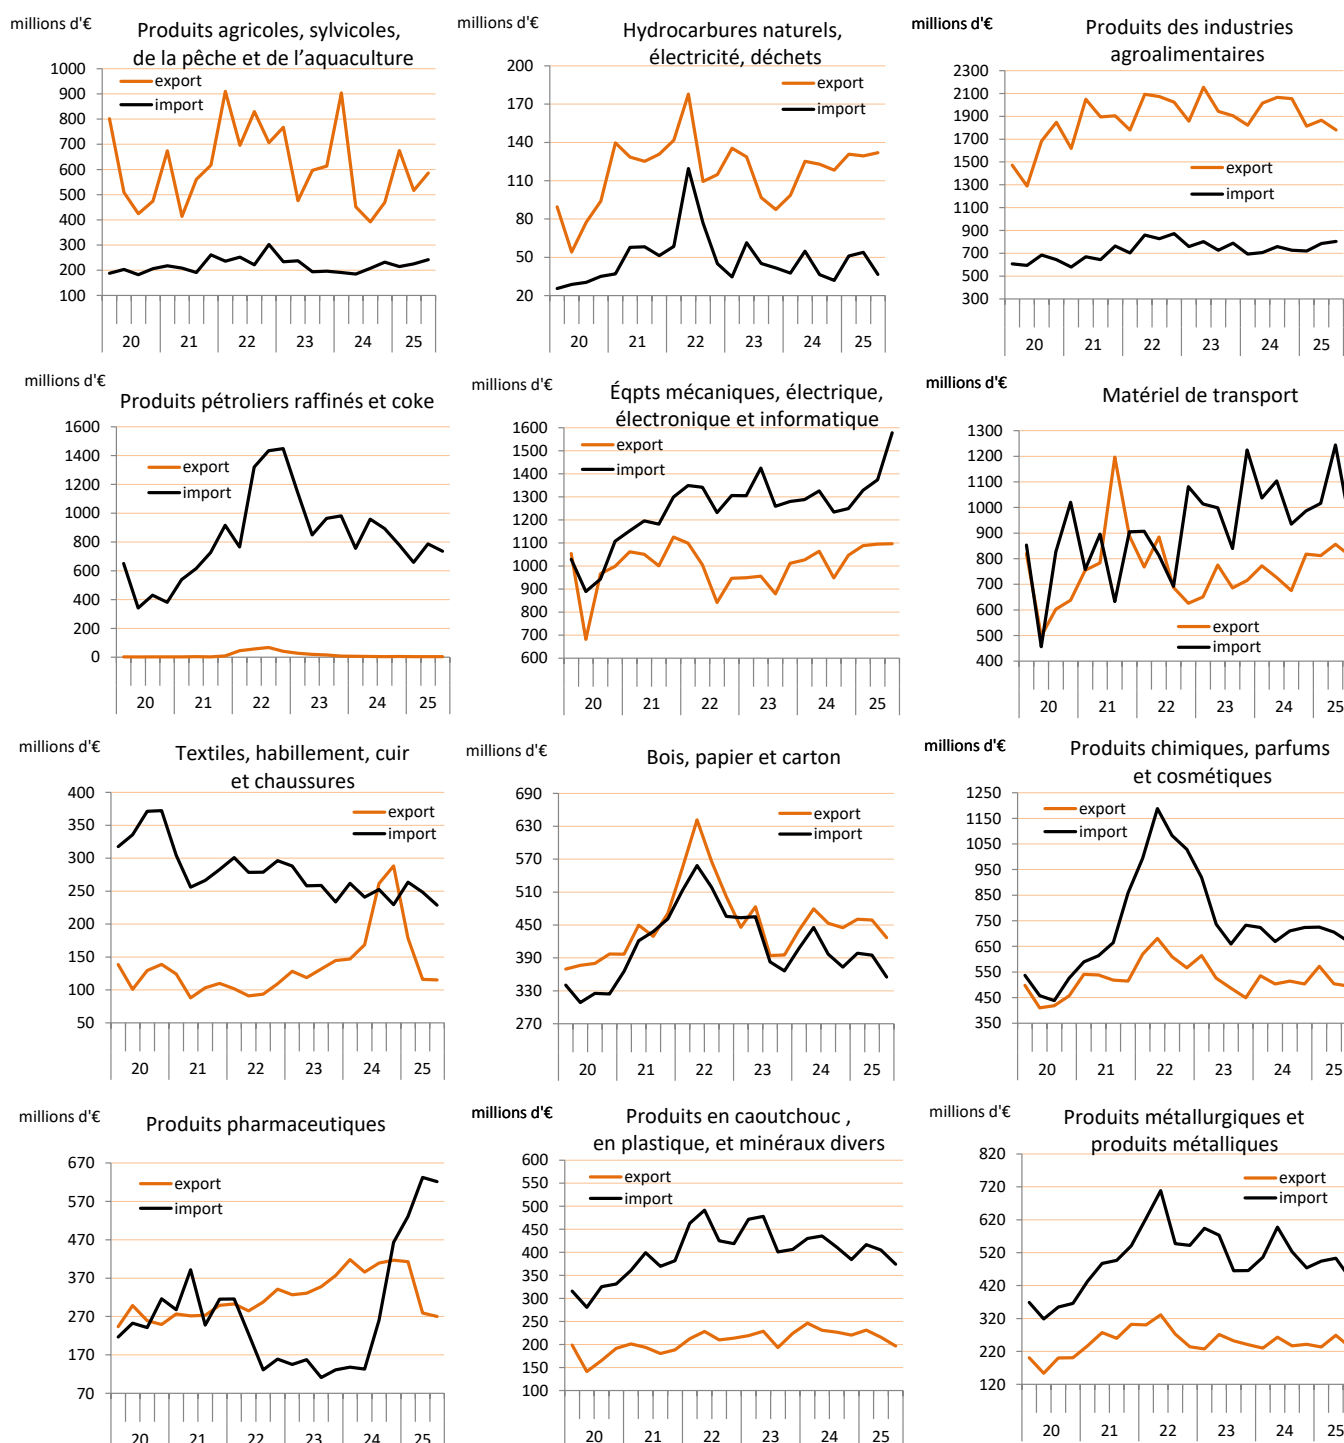 millions d'€
Produits agricoles, sylvicoles,
de la pêche et de l'aquaculture
1000
900
800
700
600
500
400
300
200
100
export
import
20 21 22 23 24 25
millions d'€
Hydrocarbures naturels,
électricité, déchets
200
170
140
110
80
50
20
export
import
20 21 22 23 24 25
millions d'€
Produits des industries
agroalimentaires
2300
2100
1900
1700
1500
1300
1100
900
700
500
300
export
import
20 21 22 23 24 25
millions d'€
Produits pétroliers raffinés et coke
1600
1400
1200
1000
800
600
400
200
0
export
import
20 21 22 23 24 25
millions d'€
Éqpts mécaniques, électrique,
électronique et informatique
1600
1500
1400
1300
1200
1100
1000
900
800
700
600
export
import
20 21 22 23 24 25
millions d'€
Matériel de transport
1300
1200
1100
1000
900
800
700
600
500
400
export
import
20 21 22 23 24 25
millions d'€
Textiles, habillement, cuir
et chaussures
400
350
300
250
200
150
100
50
export
import
20 21 22 23 24 25
millions d'€
Bois, papier et carton
690
630
570
510
450
390
330
270
export
import
20 21 22 23 24 25
millions d'€
Produits chimiques, parfums
et cosmétiques
1250
1150
1050
950
850
750
650
550
450
350
export
import
20 21 22 23 24 25
millions d'€
Produits pharmaceutiques
670
570
470
370
270
170
70
export
import
20 21 22 23 24 25
millions d'€
Produits en caoutchouc ,
en plastique, et minéraux divers
600
550
500
450
400
350
300
250
200
150
100
export
import
20 21 22 23 24 25
millions d'€
Produits métallurgiques et
produits métalliques
820
720
620
520
420
320
220
120
export
import
20 21 22 23 24 25